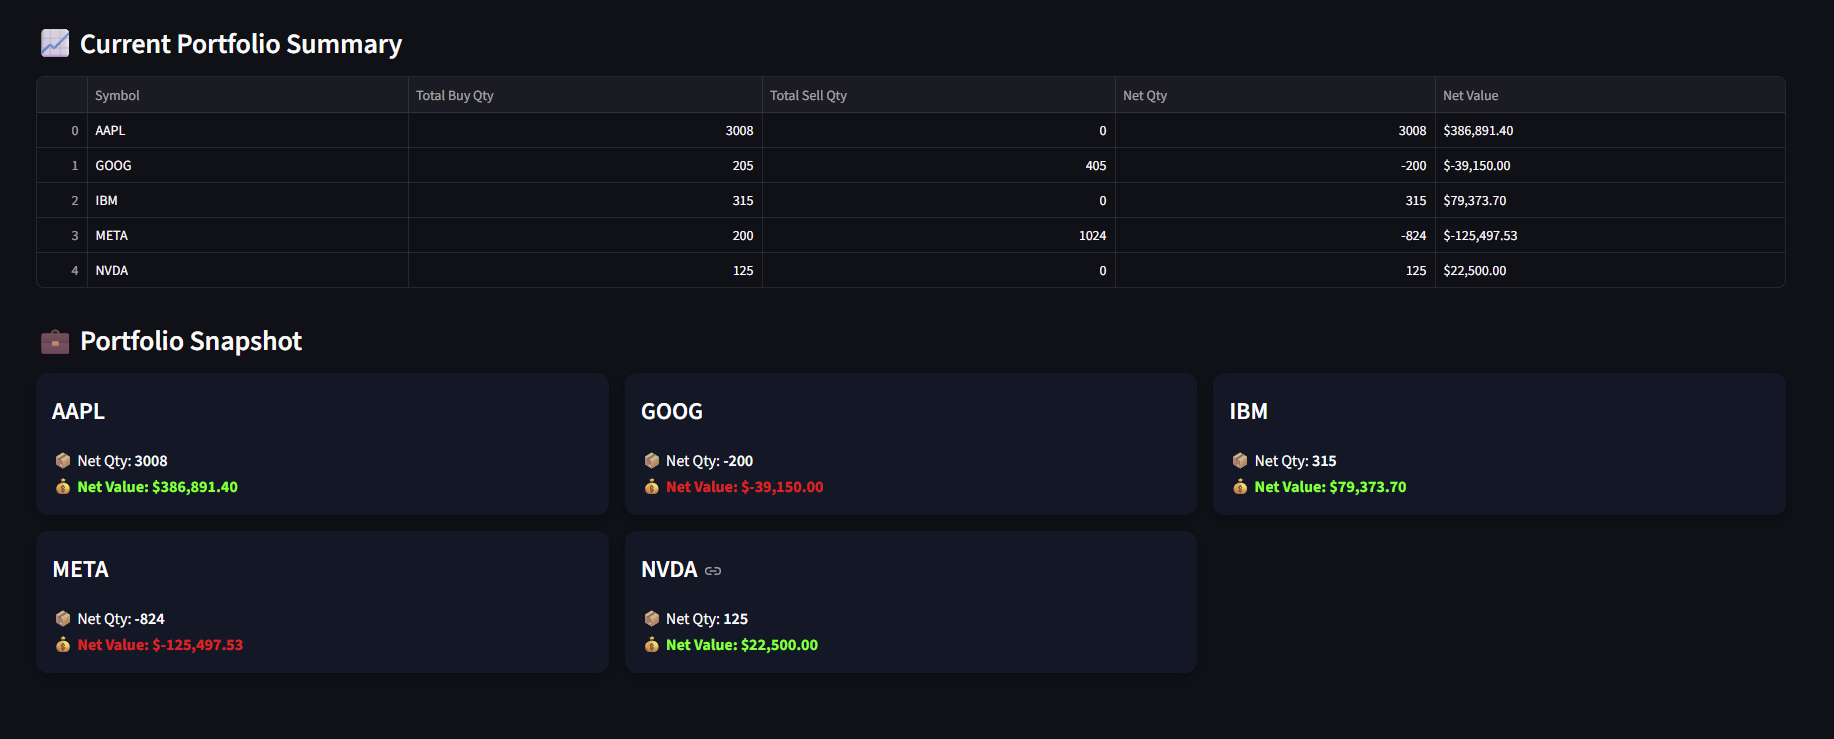 Current Portfolio Summary
Symbol Total Buy Qty Total Sell Qty Net Qty Net Value
0 AAPL 3008 0 3008 $386,891.40
1 GOOG 205 405 -200 $-39,150.00
2 IBM 315 0 315 $79,373.70
3 META 200 1024 -824 $-125,497.53
4 NVDA 125 0 125 $22,500.00
Portfolio Snapshot
AAPL
Net Qty: 3008
Net Value: $386,891.40
GOOG
Net Qty: -200
Net Value: $-39,150.00
IBM
Net Qty: 315
Net Value: $79,373.70
META
Net Qty: -824
Net Value: $-125,497.53
NVDA
Net Qty: 125
Net Value: $22,500.00